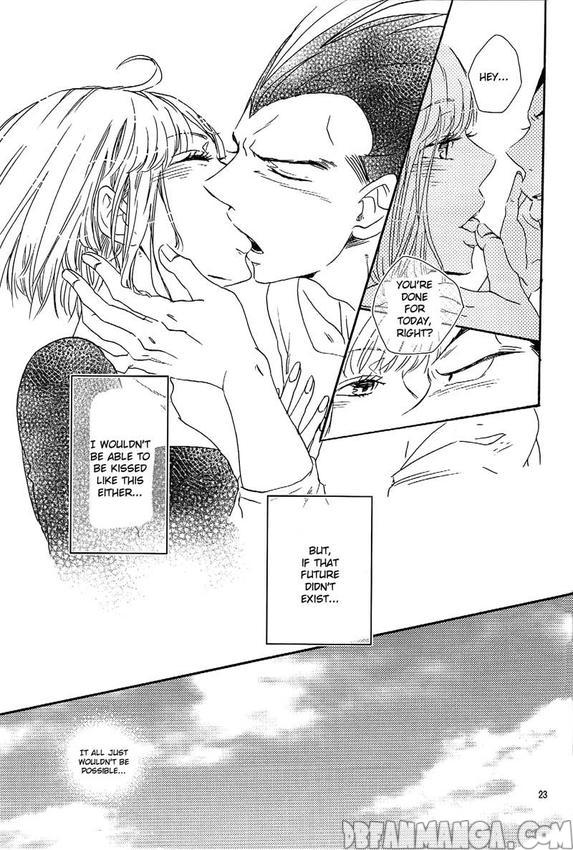 HEY...
YOU'RE
DONE
FOR
TODAY,
RIGHT?
I WOULDN'T
BE ABLE TO
BE KISSED
LIKE THIS
EITHER...
BUT,
IF THAT
FUTURE
DIDN'T
EXIST...
IT ALL JUST
WOULDN'T BE
POSSIBLE...
23
DBFANMANGA.COM